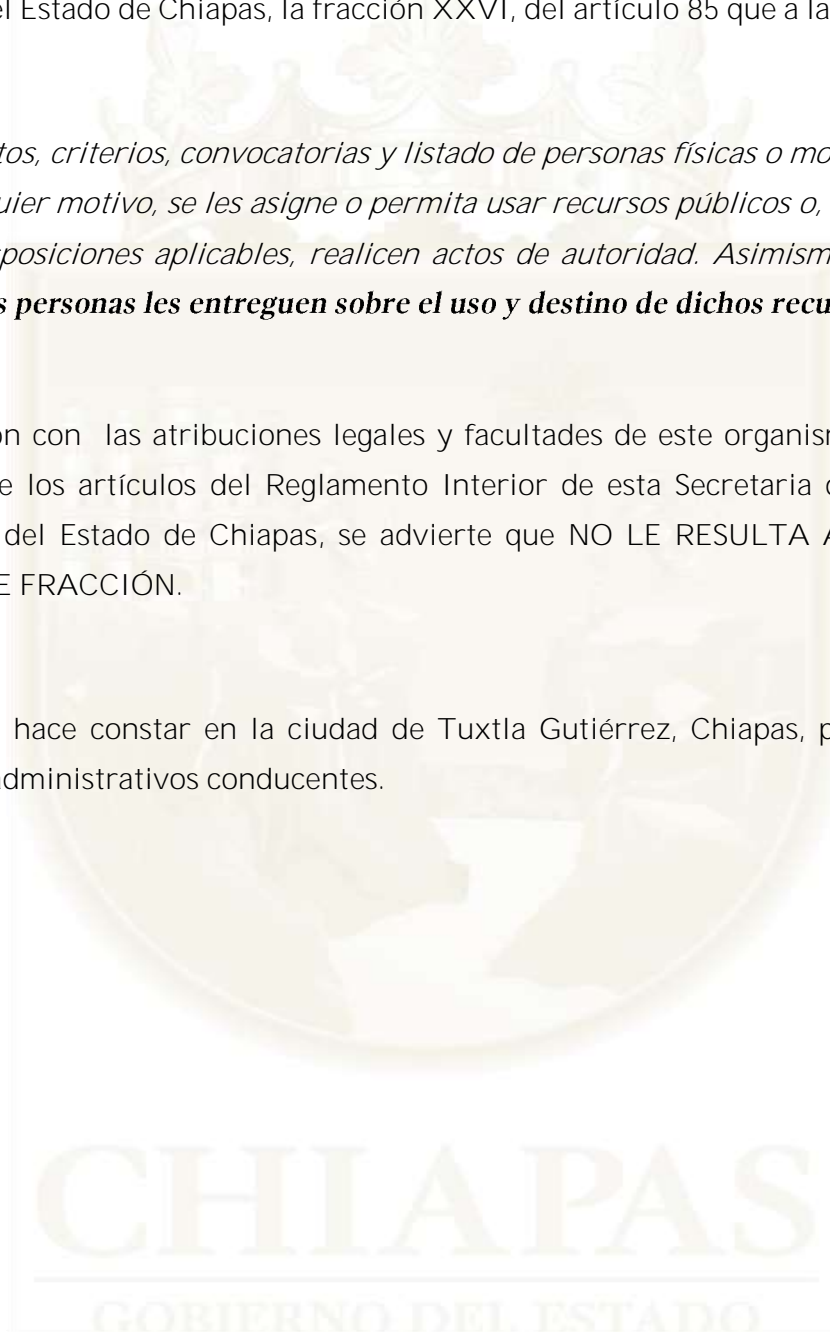 el Estado de Chiapas, la fracción XXVI, del artículo 85 que a la
tos, criterios, convocatorias y listado de personas físicas o mo
uier motivo, se les asigne o permita usar recursos públicos o,
sposiciones aplicables, realicen actos de autoridad. Asimism
s personas les entreguen sobre el uso y destino de dichos recu
ón con las atribuciones legales y facultades de este organism
e los artículos del Reglamento Interior de esta Secretaria d
del Estado de Chiapas, se advierte que NO LE RESULTA A
E FRACCIÓN.
hace constar en la ciudad de Tuxtla Gutiérrez, Chiapas, p
administrativos conducentes.
CHIAPAS
GOBIERNO DEL ESTADO